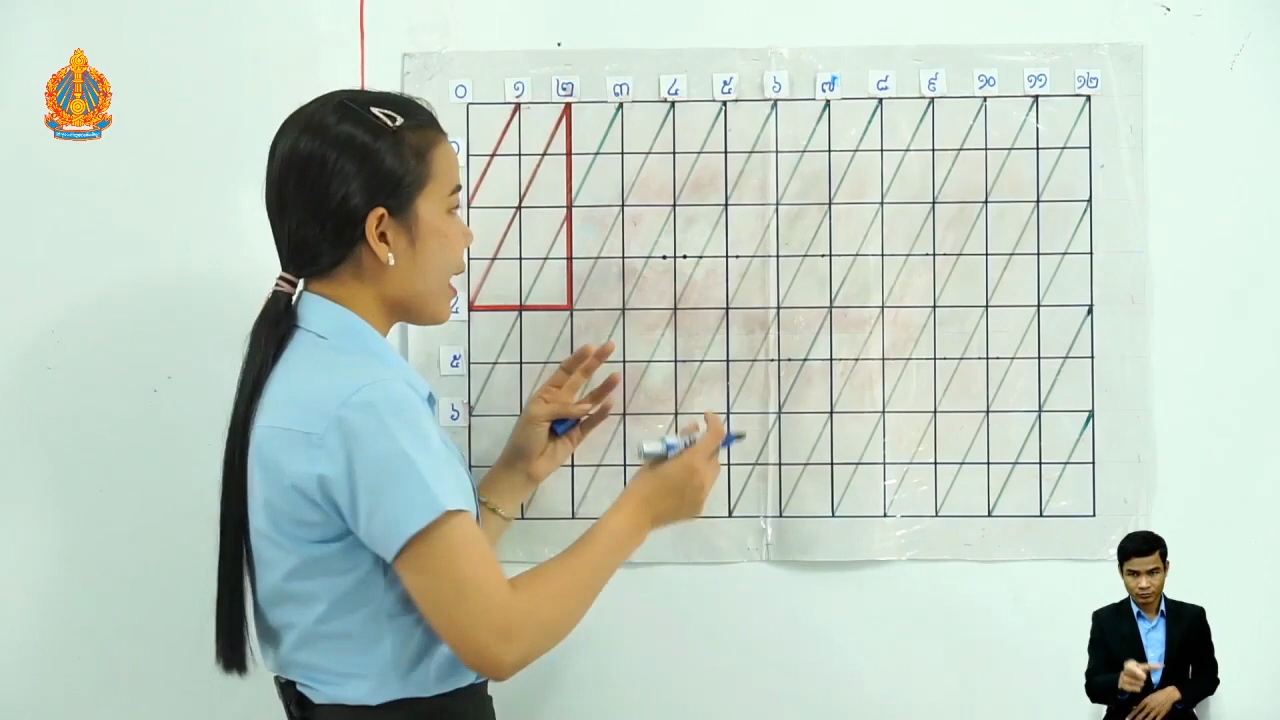 ០ ១ ២ ៣ ៤ ៥ ៦ ៧ ៨ ៩ ១០ ១១ ១២
៥
៦